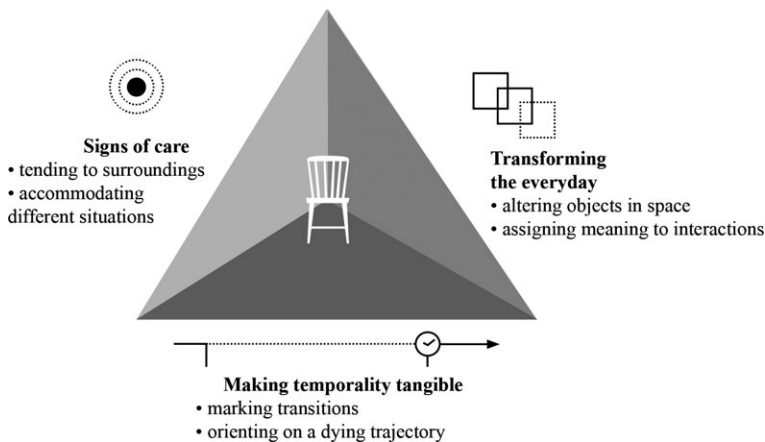 Signs of care
• tending to surroundings
• accommodating
different situations
Transforming
the everyday
• altering objects in space
• assigning meaning to interactions
Making temporality tangible
• marking transitions
• orienting on a dying trajectory